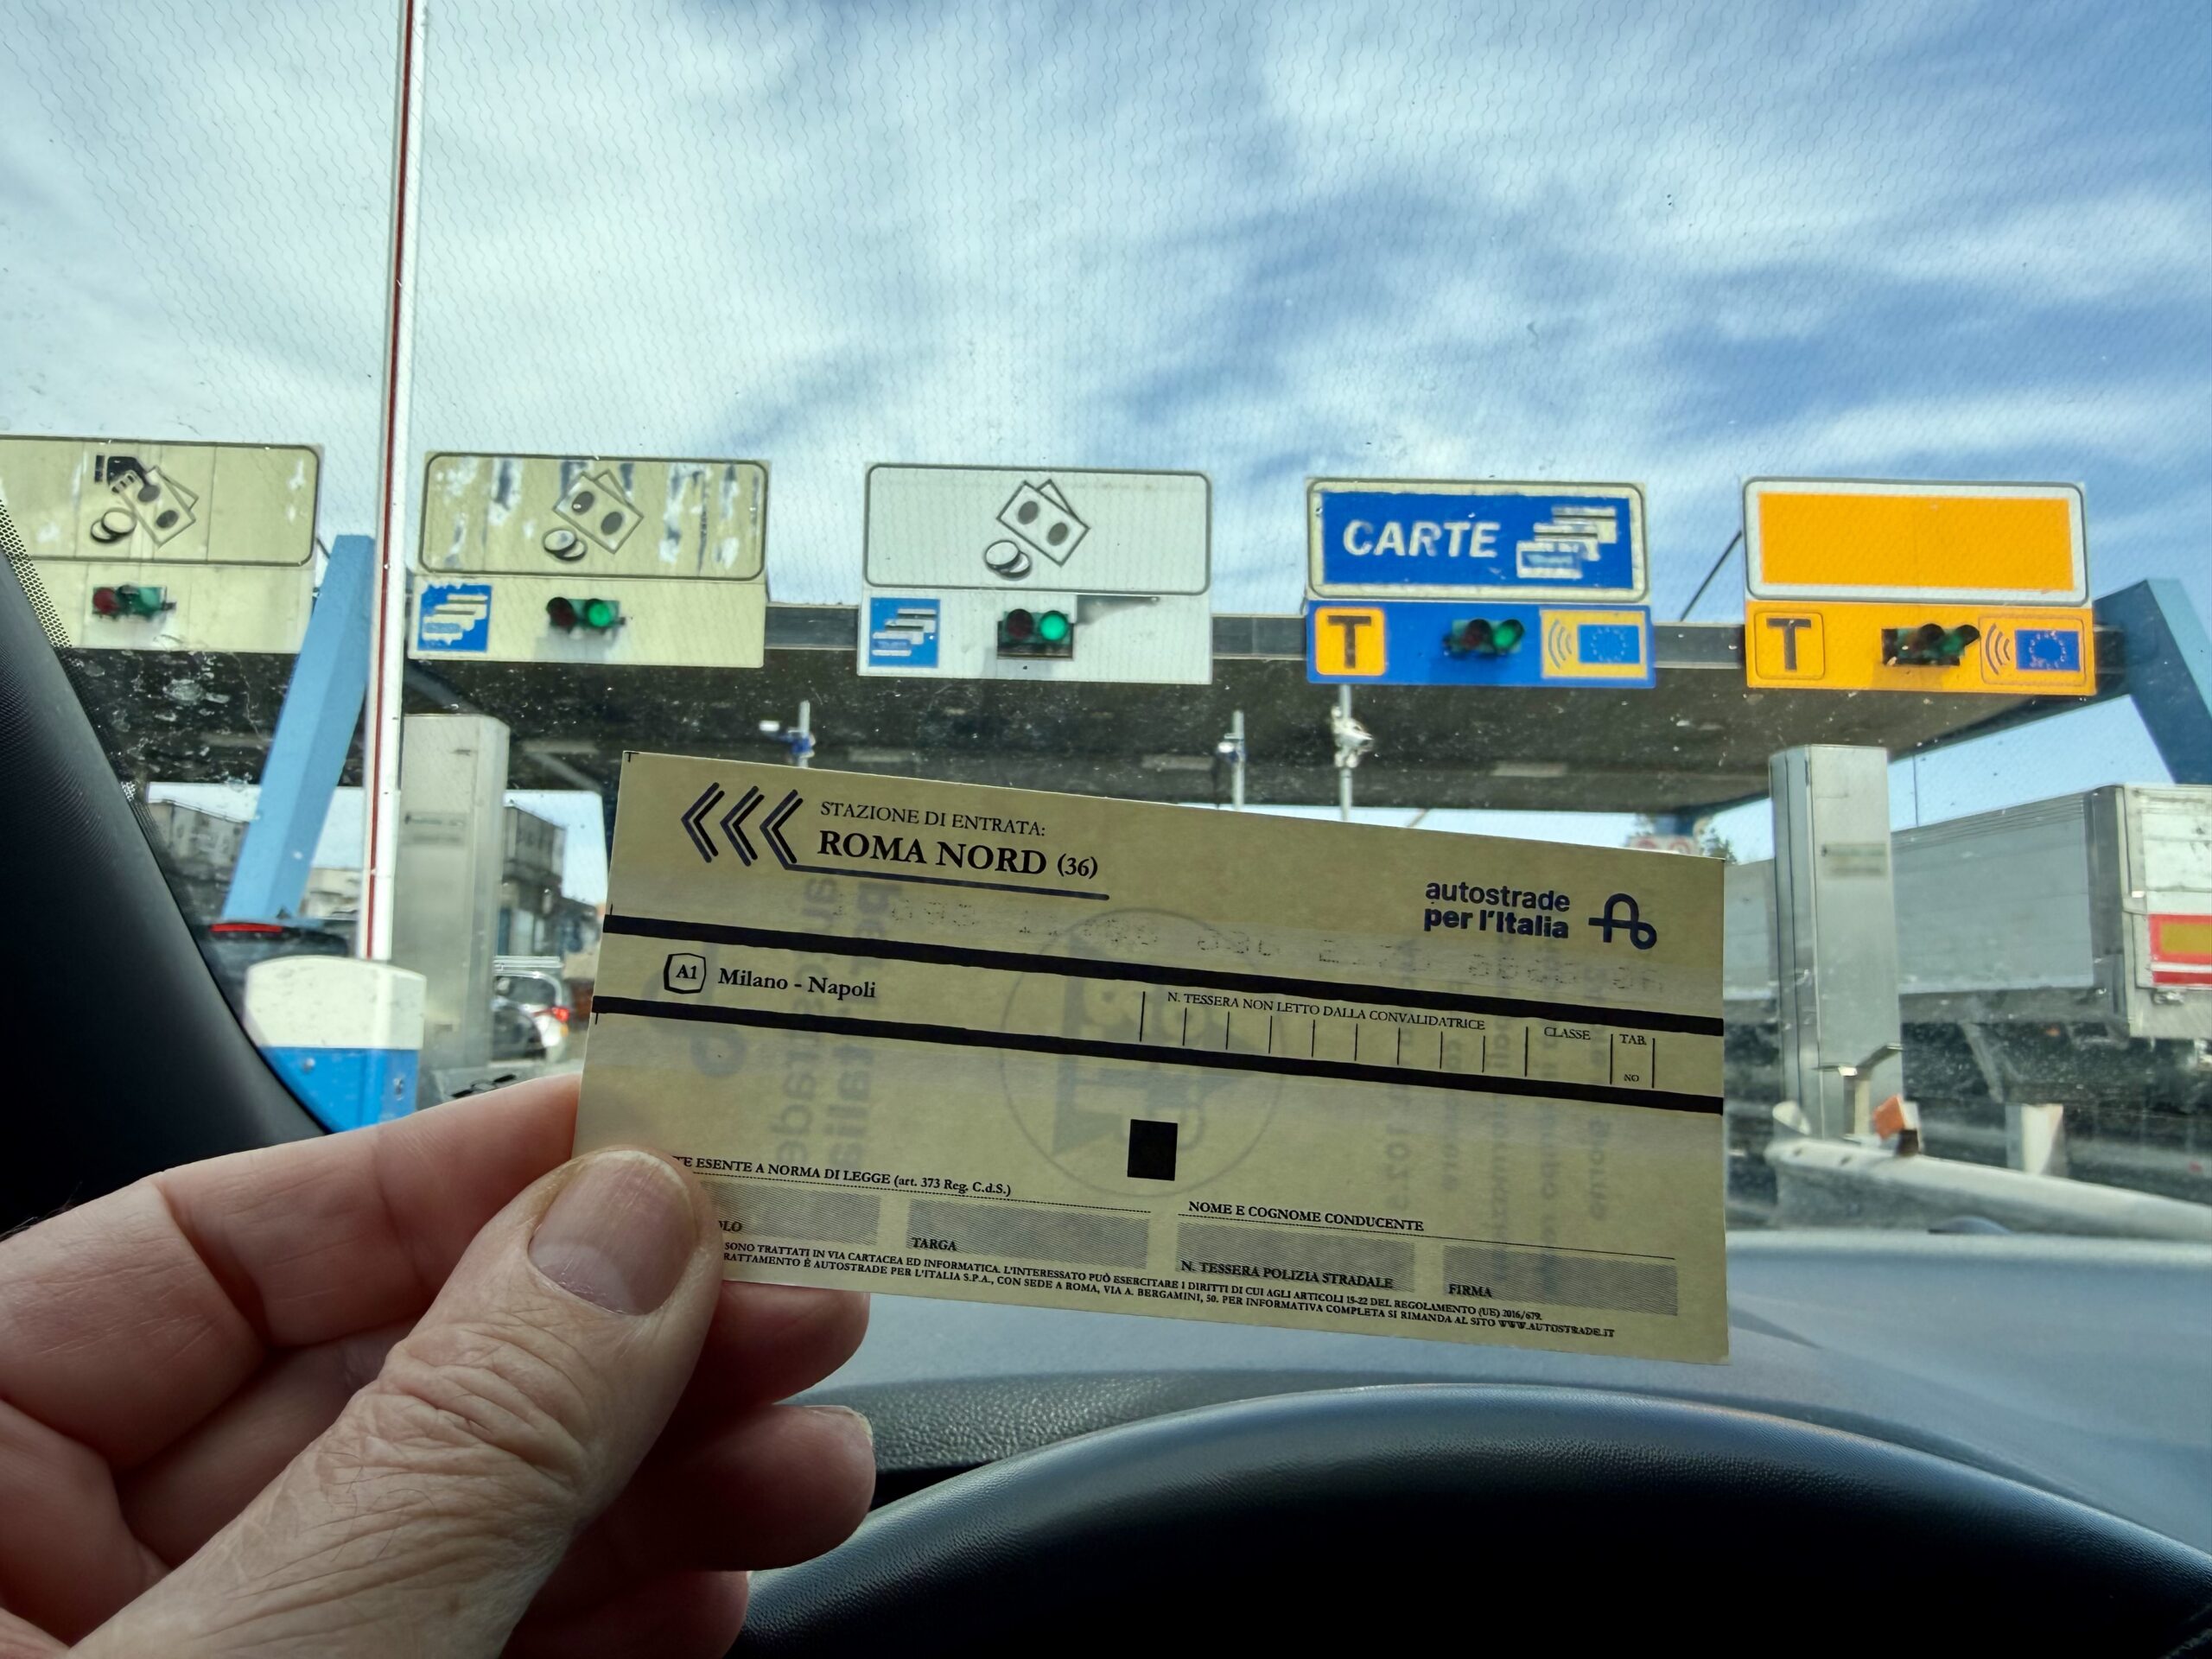 CARTE
T
T
STAZIONE DI ENTRATA:
ROMA NORD (36)
autostrade
per l'Italia
A1 Milano - Napoli
N. TESSERA NON LETTO DALLA CONVALIDATRICE
CLASSE
TAB.
NO
TE ESENTE A NORMA DI LEGGE (art. 373 Reg. C.d.S.)
NOME E COGNOME CONDUCENTE
OLO
TARGA
N. TESSERA POLIZIA STRADALE
FIRMA
SONO TRATTATI IN VIA CARTACEA ED INFORMATICA. L'INTERESSATO PUÒ ESERCITARE I DIRITTI DI CUI AGLI ARTICOLI 15-22 DEL REGOLAMENTO (UE) 2016/679.
RATTAMENTO È AUTOSTRADE PER L'ITALIA S.P.A., CON SEDE A ROMA, VIA A. BERGAMINI, 50. PER INFORMATIVA COMPLETA SI RIMANDA AL SITO WWW.AUTOSTRADE.IT